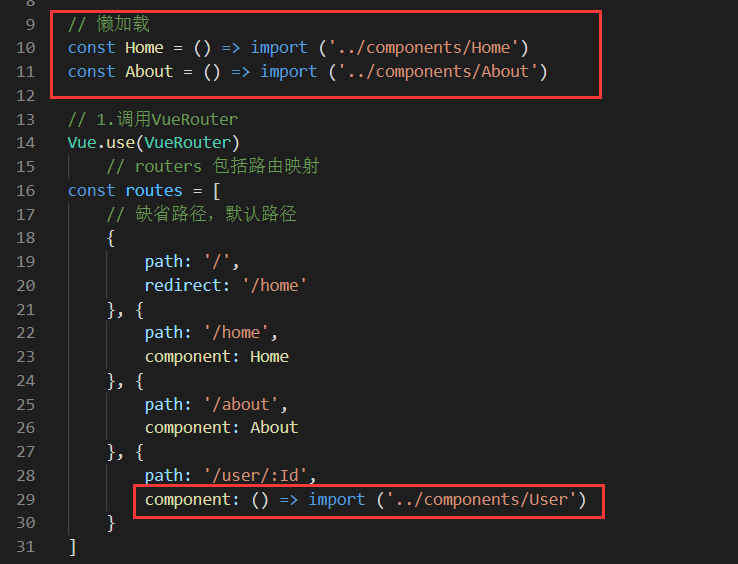 8
9 // 懒加载
10 const Home = () => import ('../components/Home')
11 const About = () => import ('../components/About')
12
13 // 1.调用VueRouter
14 Vue.use(VueRouter)
15     // routers 包括路由映射
16 const routes = [
17     // 缺省路径，默认路径
18     {
19         path: '/',
20         redirect: '/home'
21     }, {
22         path: '/home',
23         component: Home
24     }, {
25         path: '/about',
26         component: About
27     }, {
28         path: '/user/:Id',
29         component: () => import ('../components/User')
30     }
31 ]